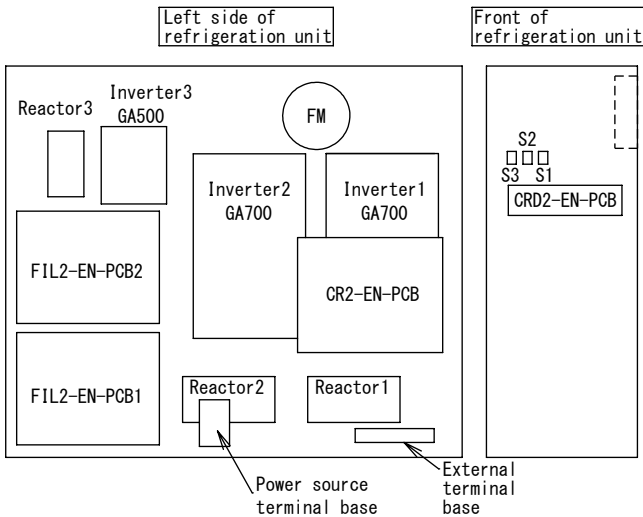 Left side of
refrigeration unit
Front of
refrigeration unit
Inverter3
GA500
Reactor3
FM
Inverter2
GA700
Inverter1
GA700
S2
S3 S1
CRD2-EN-PCB
FIL2-EN-PCB2
CR2-EN-PCB
FIL2-EN-PCB1
Reactor2
Reactor1
Power source
terminal base
External
terminal
base